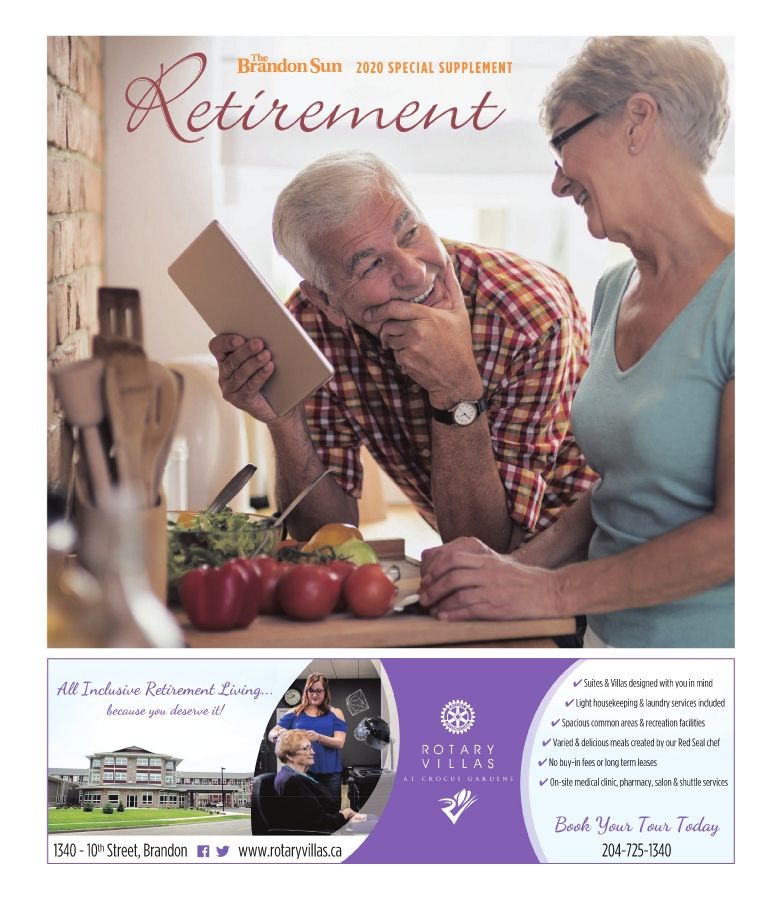 The
Brandon Sun 2020 SPECIAL SUPPLEMENT
Retirement
All Inclusive Retirement Living...
because you deserve it!
1340 - 10th Street, Brandon
www.rotaryvillas.ca
ROTARY
VILLAS
AT CROCUS GARDENS
✔ Suites & Villas designed with you in mind
✔ Light housekeeping & laundry services included
✔ Spacious common areas & recreation facilities
✔ Varied & delicious meals created by our Red Seal chef
✔ No buy-in fees or long term leases
✔ On-site medical clinic, pharmacy, salon & shuttle services
Book Your Tour Today
204-725-1340